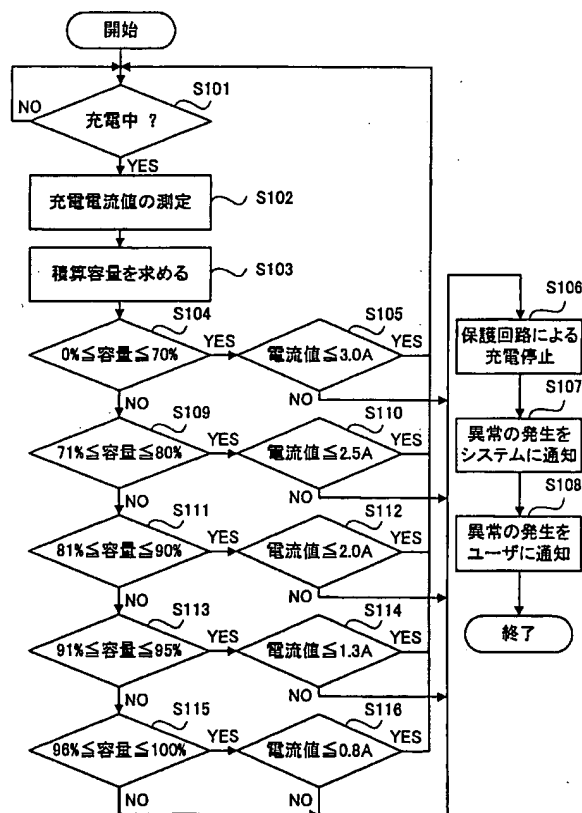 開始
S101
NO
充電中 ?
YES
充電電流値の測定
S102
積算容量を求める
S103
S104
0%≦容量≦70%
YES
S105
電流値≦3.0A
YES
NO
NO
S109
71%≦容量≦80%
YES
S110
電流値≦2.5A
YES
NO
NO
S111
81%≦容量≦90%
YES
S112
電流値≦2.0A
YES
NO
NO
S113
91%≦容量≦95%
YES
S114
電流値≦1.3A
YES
NO
NO
S115
96%≦容量≦100%
YES
S116
電流値≦0.8A
YES
NO
NO
S106
保護回路による
充電停止
S107
異常の発生を
システムに通知
S108
異常の発生を
ユーザに通知
終了